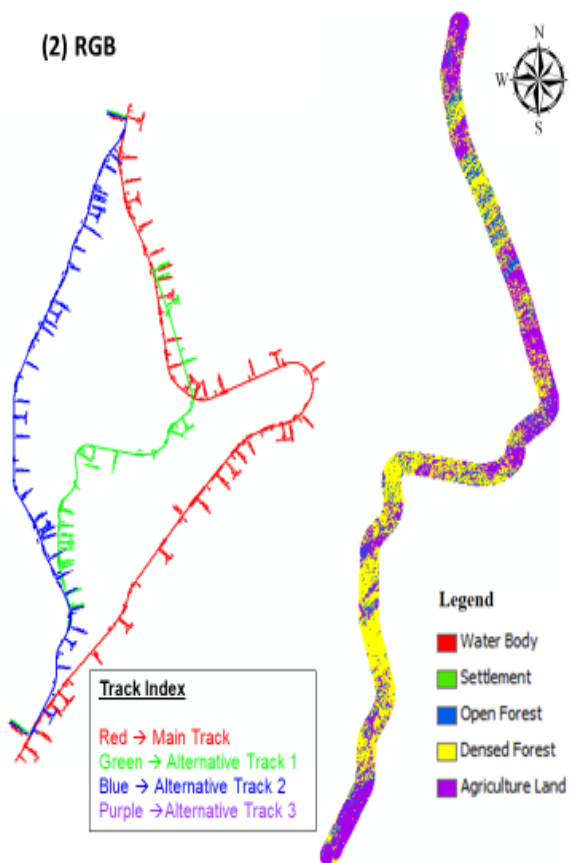 (2) RGB
N
W
S
Track Index
Red → Main Track
Green → Alternative Track 1
Blue → Alternative Track 2
Purple → Alternative Track 3
Legend
Water Body
Settlement
Open Forest
Densed Forest
Agriculture Land